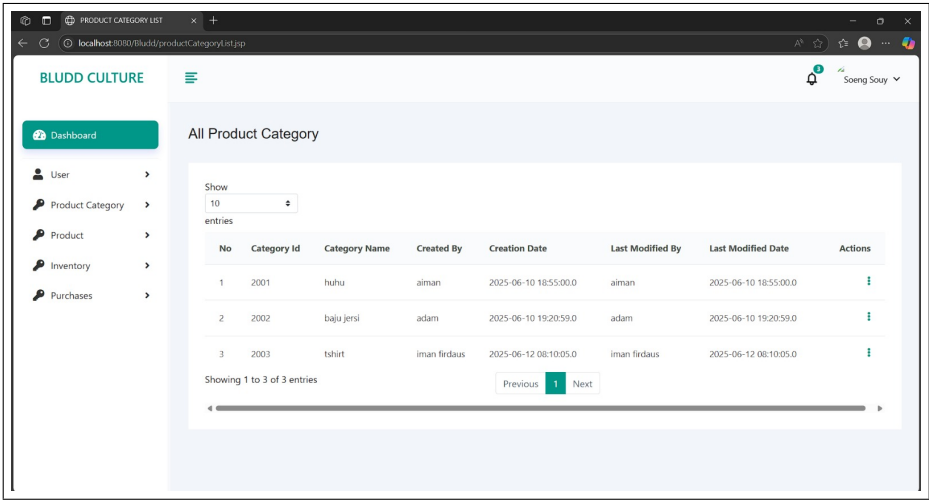 PRODUCT CATEGORY LIST
localhost:8080/Bludd/productCategoryList.jsp
BLUDD CULTURE
3
Soeng Souy
Dashboard
User
Product Category
Product
Inventory
Purchases
All Product Category
Show
10
entries
No Category Id Category Name Created By Creation Date Last Modified By Last Modified Date Actions
1 2001 huhu aiman 2025-06-10 18:55:00.0 aiman 2025-06-10 18:55:00.0
2 2002 baju jersi adam 2025-06-10 19:20:59.0 adam 2025-06-10 19:20:59.0
3 2003 tshirt iman firdaus 2025-06-12 08:10:05.0 iman firdaus 2025-06-12 08:10:05.0
Showing 1 to 3 of 3 entries
Previous 1 Next